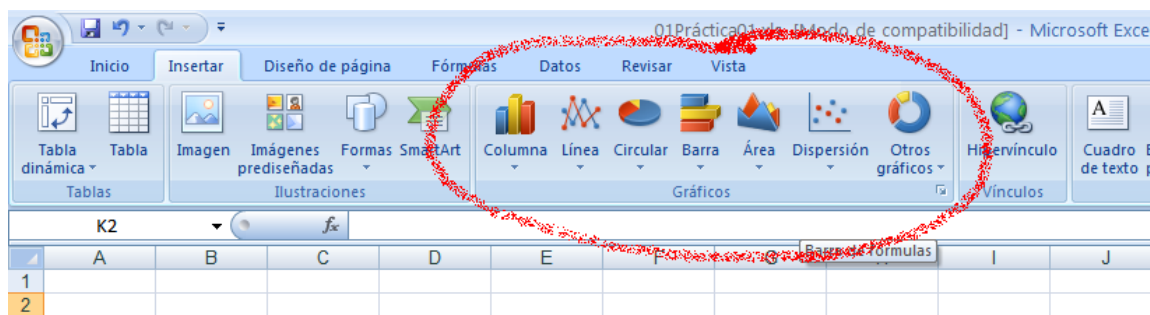 01Práctica01.xls [Modo de compatibilidad] - Microsoft Exce
Inicio Insertar Diseño de página Fórmulas Datos Revisar Vista
Tabla dinámica Tabla Imagen Imágenes prediseñadas Formas SmartArt Columna Línea Circular Barra Área Dispersión Otros gráficos Hipervínculo Cuadro de texto
Tablas Ilustraciones Gráficos Vínculos
K2 fx
Barra de fórmulas
A B C D E F G H I J
1
2